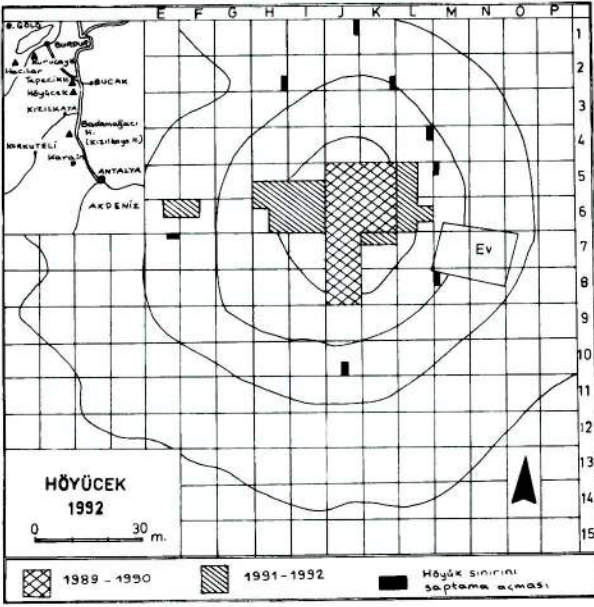 E F G H I J K L M N O P
B. GÖLÜ
BURDUR
Kuruçay H.
Hacılar
Tepecik H.
BUCAK
Höyücek
KIZILKAYA
Bademağacı
H.
(Kızılkaya H.)
KORKUTELİ
Karain
ANTALYA
AKDENİZ
1
2
3
4
5
6
7
8
9
10
11
12
13
14
15
Ev
HÖYÜCEK
1992
0 30 m.
1989-1990
1991-1992
Höyük sınırını
saptama açması